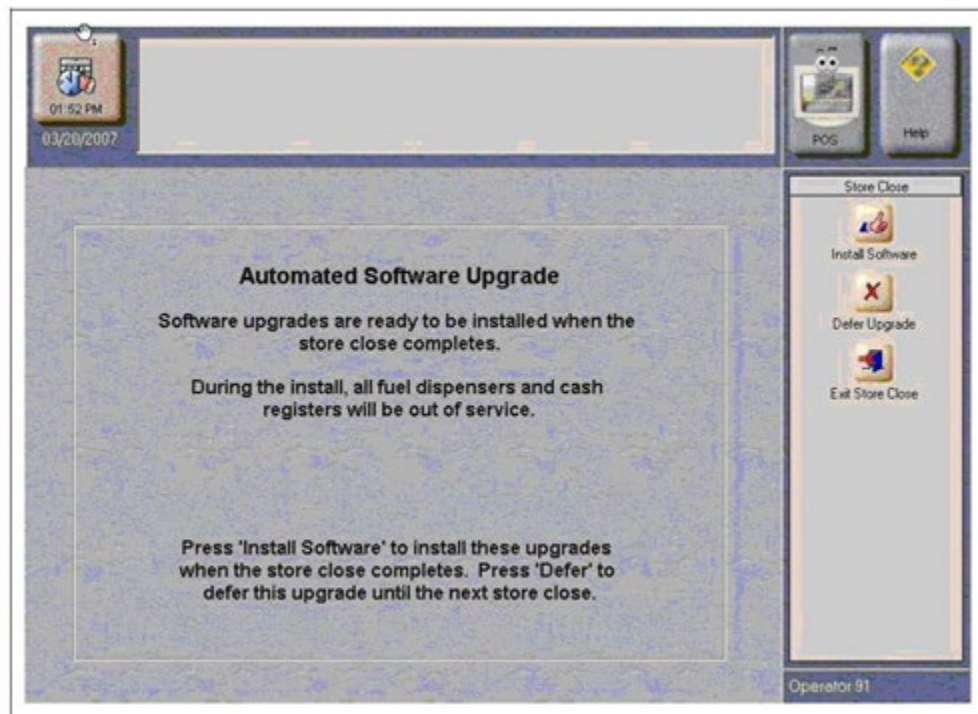 01:52 PM
03/20/2007
POS
Help
Store Close
Install Software
Defer Upgrade
Exit Store Close
Automated Software Upgrade
Software upgrades are ready to be installed when the
store close completes.
During the install, all fuel dispensers and cash
registers will be out of service.
Press 'Install Software' to install these upgrades
when the store close completes. Press 'Defer' to
defer this upgrade until the next store close.
Operator 91